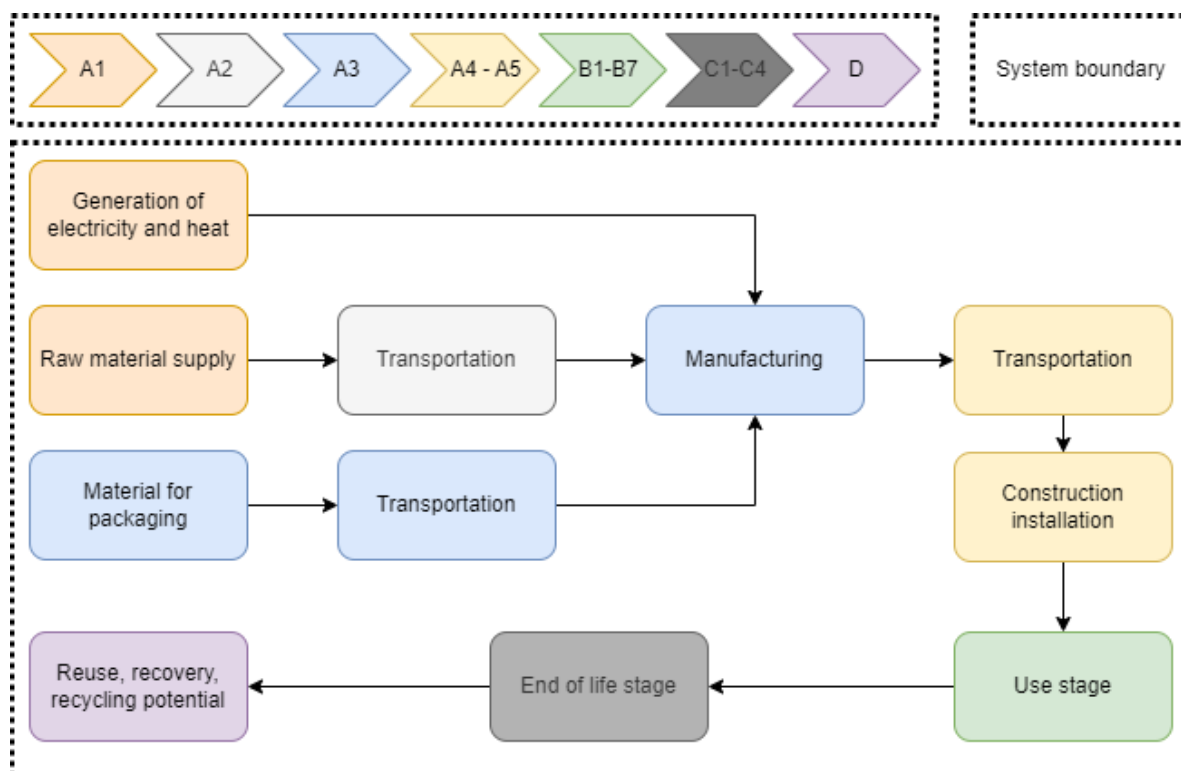 A1
A2
A3
A4 - A5
B1-B7
C1-C4
D
System boundary
Generation of
electricity and heat
Raw material supply
Transportation
Manufacturing
Transportation
Material for
packaging
Transportation
Construction
installation
Reuse, recovery,
recycling potential
End of life stage
Use stage